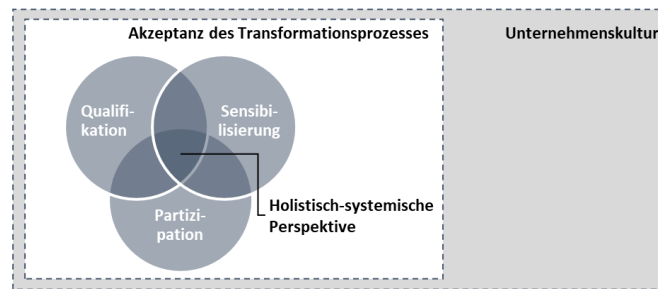 Akzeptanz des Transformationsprozesses
Unternehmenskultur
Qualifi-
kation
Sensibi-
lisierung
Partizi-
pation
Holistisch-systemische
Perspektive